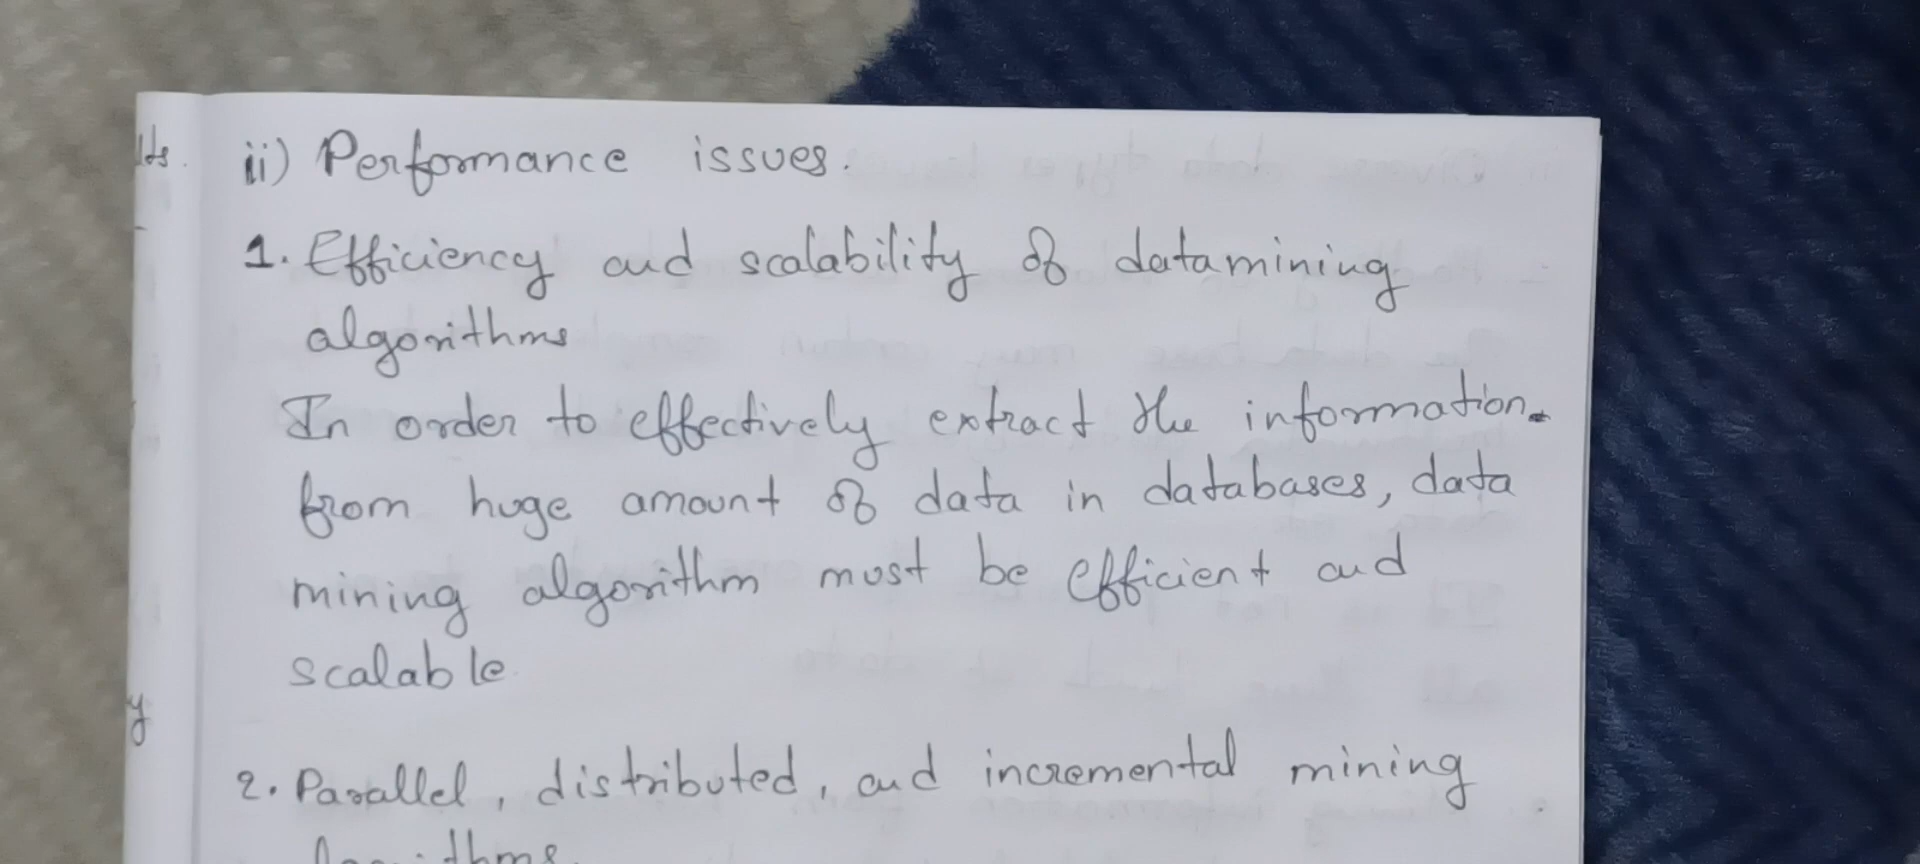 ii) Performance issues.
1. Efficiency and scalability of datamining
algorithms
In order to effectively extract the information
from huge amount of data in databases, data
mining algorithm must be efficient and
scalable
2. Parallel, distributed, and incremental mining